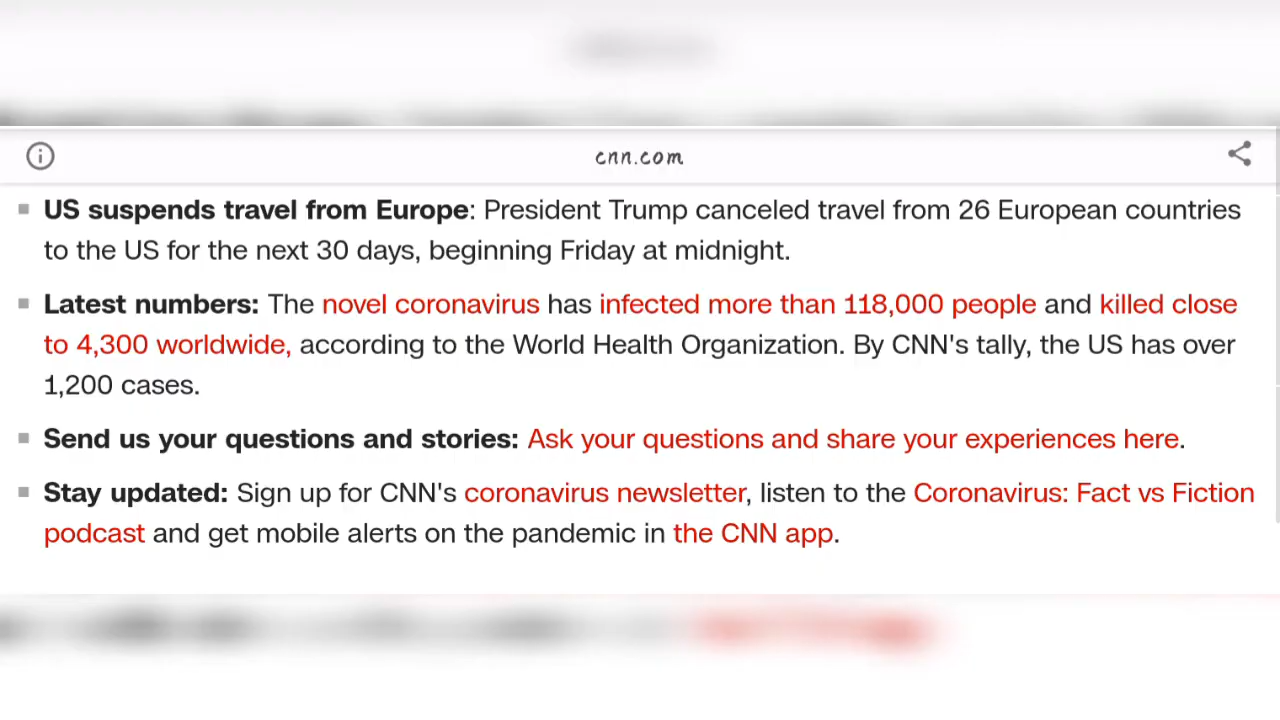 cnn.com
US suspends travel from Europe: President Trump canceled travel from 26 European countries
to the US for the next 30 days, beginning Friday at midnight.
Latest numbers: The novel coronavirus has infected more than 118,000 people and killed close
to 4,300 worldwide, according to the World Health Organization. By CNN's tally, the US has over
1,200 cases.
Send us your questions and stories: Ask your questions and share your experiences here.
Stay updated: Sign up for CNN's coronavirus newsletter, listen to the Coronavirus: Fact vs Fiction
podcast and get mobile alerts on the pandemic in the CNN app.